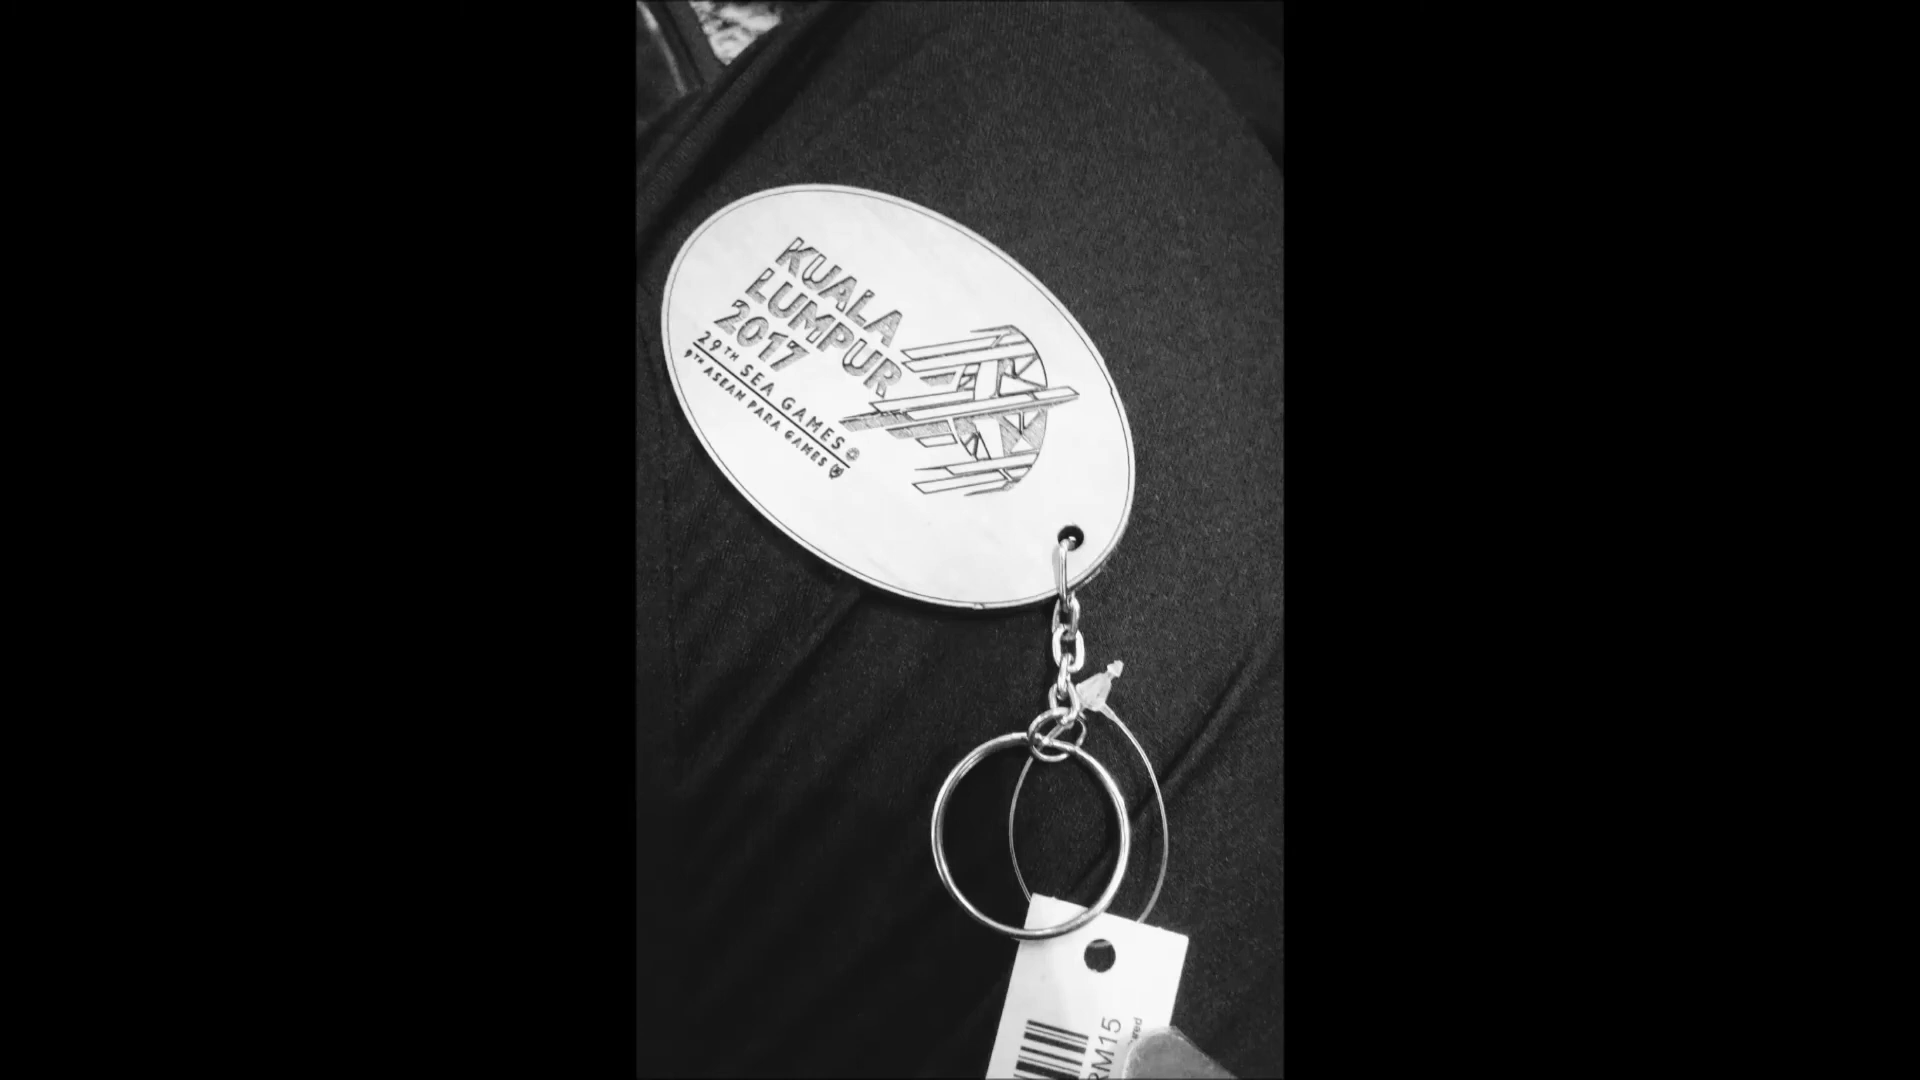 KUALA
LUMPUR
2017
29TH SEA GAMES
9TH ASEAN PARA GAMES
RM15